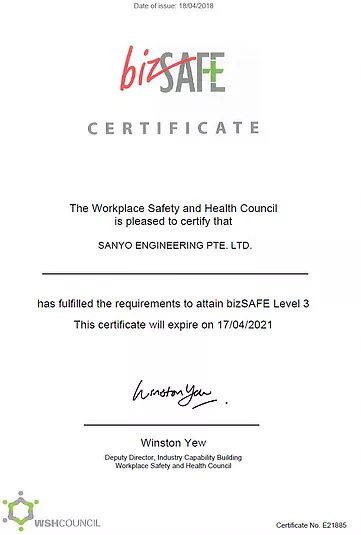 Date of issue: 18/04/2018
bizSAFE
CERTIFICATE
The Workplace Safety and Health Council
is pleased to certify that
SANYO ENGINEERING PTE. LTD.
has fulfilled the requirements to attain bizSAFE Level 3
This certificate will expire on 17/04/2021
Winston Yew
Winston Yew
Deputy Director, Industry Capability Building
Workplace Safety and Health Council
WSHCOUNCIL
Certificate No. E21885